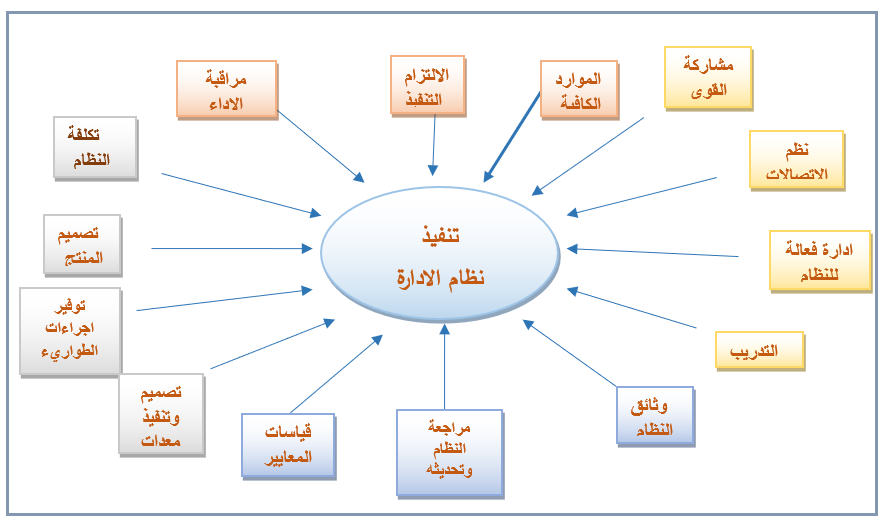 مشاركة
القوى
الموارد
الكافية
الالتزام
التنفيذ
مراقبة
الاداء
تكلفة
النظام
نظم
الاتصالات
تصميم
المنتج
تنفيذ
نظام الادارة
ادارة فعالة
للنظام
توفير
اجراءات
الطواريء
التدريب
تصميم
وتنفيذ
معدات
قياسات
المعايير
مراجعة
النظام
وتحديثه
وثائق
النظام